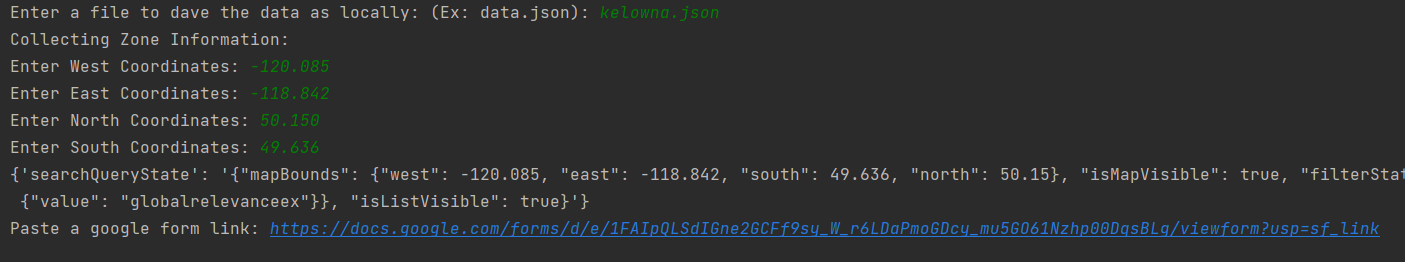 Enter a file to dave the data as locally: (Ex: data.json): kelowna.json
Collecting Zone Information:
Enter West Coordinates: -120.085
Enter East Coordinates: -118.842
Enter North Coordinates: 50.150
Enter South Coordinates: 49.636
{'searchQueryState': '{"mapBounds": {"west": -120.085, "east": -118.842, "south": 49.636, "north": 50.15}, "isMapVisible": true, "filterStat
{"value": "globalrelevanceex"}}, "isListVisible": true}'}
Paste a google form link: https://docs.google.com/forms/d/e/1FAIpQLSdIGne2GCFf9sy_W_r6LDaPmoGDcy_mu5GO61Nzhp00DqsBLg/viewform?usp=sf_link